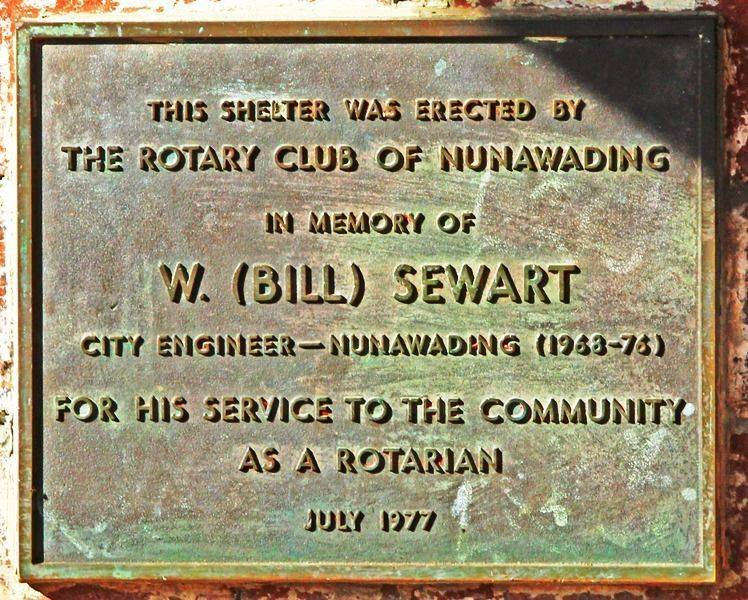 THIS SHELTER WAS ERECTED BY
THE ROTARY CLUB OF NUNAWADING
IN MEMORY OF
W. (BILL) SEWART
CITY ENGINEER—NUNAWADING (1968-76)
FOR HIS SERVICE TO THE COMMUNITY
AS A ROTARIAN
JULY 1977